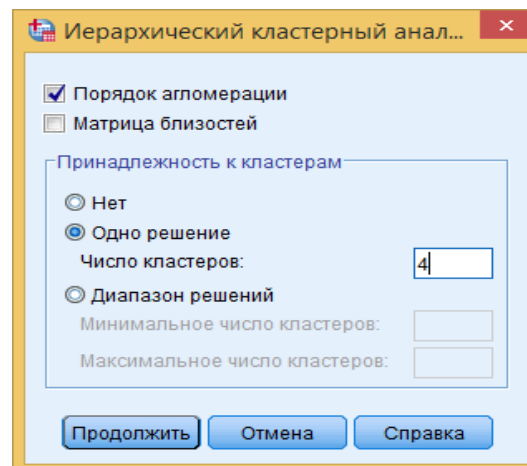 Иерархический кластерный анал...
Порядок агломерации
Матрица близостей
Принадлежность к кластерам
Нет
Одно решение
Число кластеров: 4
Диапазон решений
Минимальное число кластеров:
Максимальное число кластеров:
Продолжить Отмена Справка